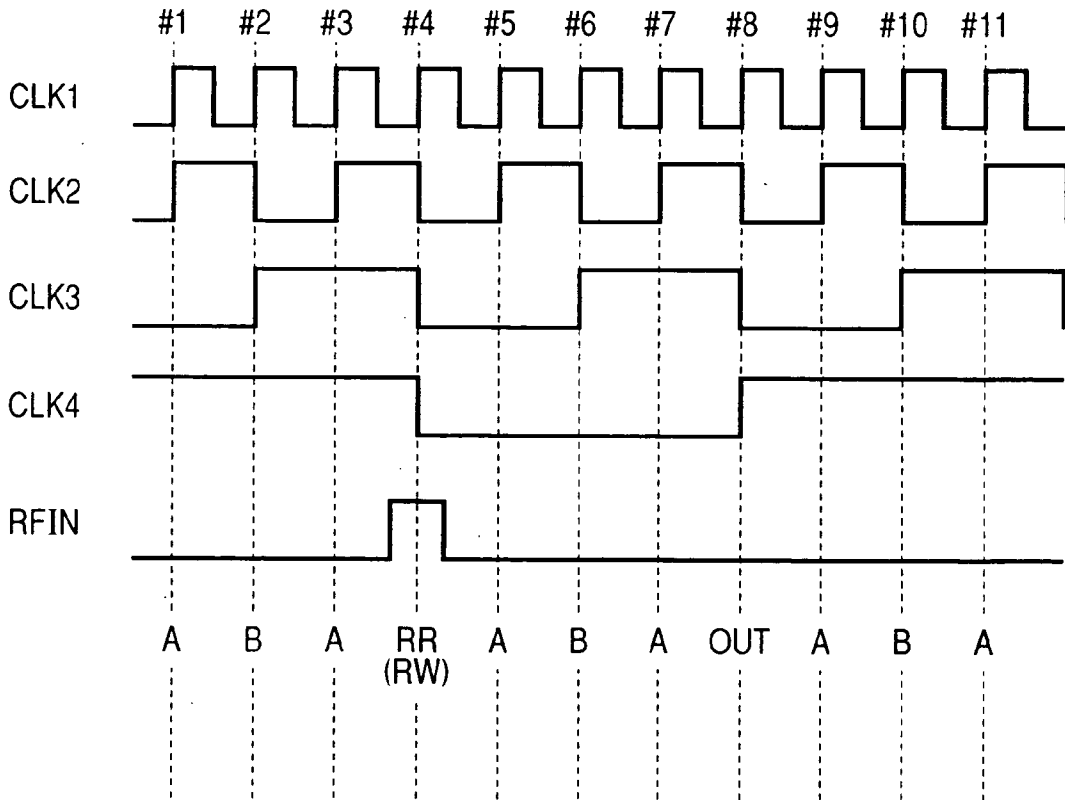 #1 #2 #3 #4 #5 #6 #7 #8 #9 #10 #11
CLK1
CLK2
CLK3
CLK4
RFIN
A B A RR A B A OUT A B A
(RW)